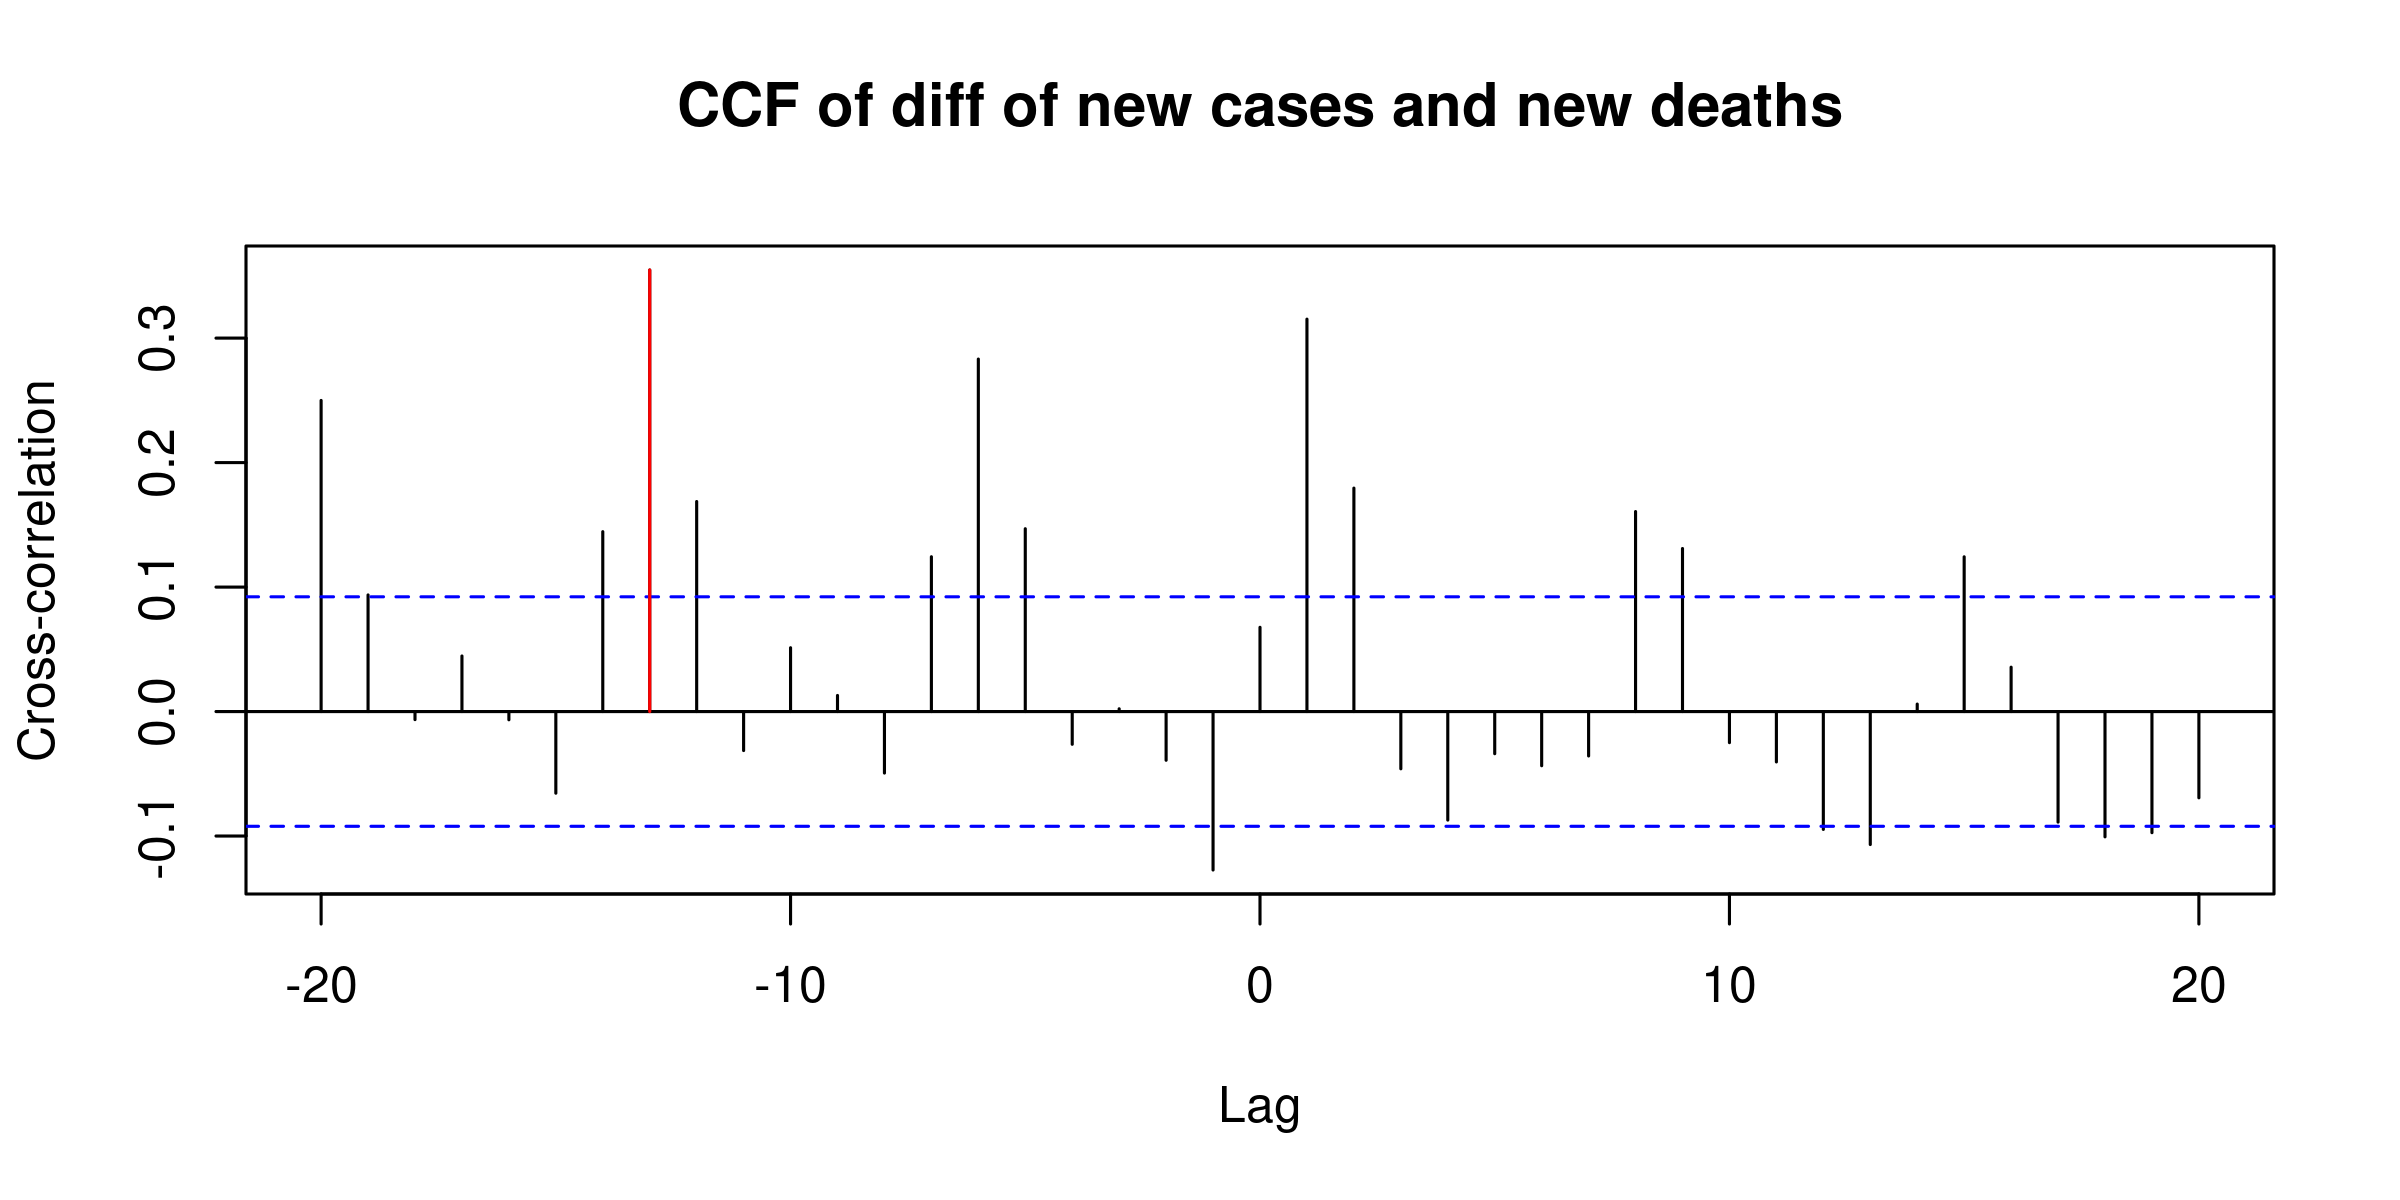 CCF of diff of new cases and new deaths
Cross-correlation
0.3
0.2
0.1
0.0
-0.1
-20 -10 0 10 20
Lag